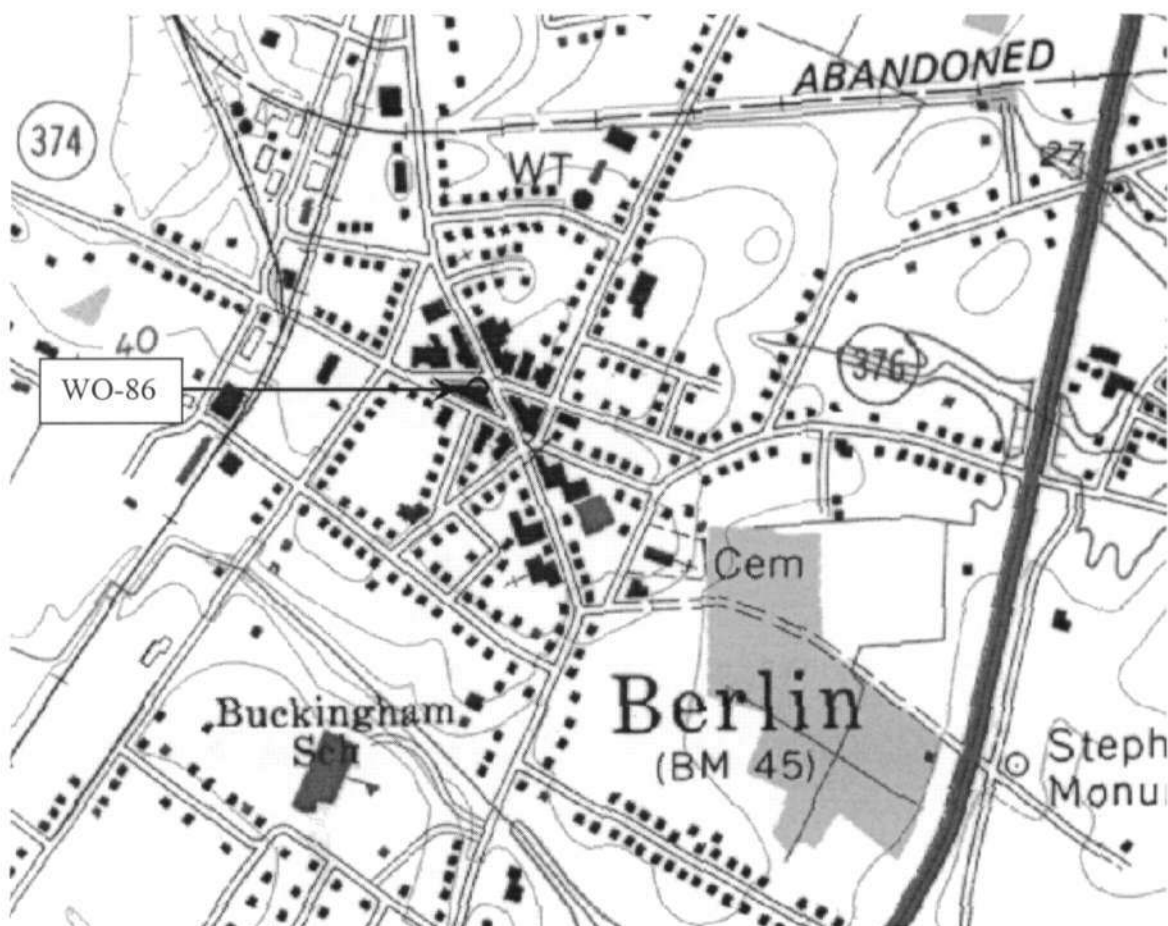 ABANDONED
374
WT
27
40
376
WO-86
Cem
Berlin
(BM 45)
Buckingham
Sch
Steph
Monu